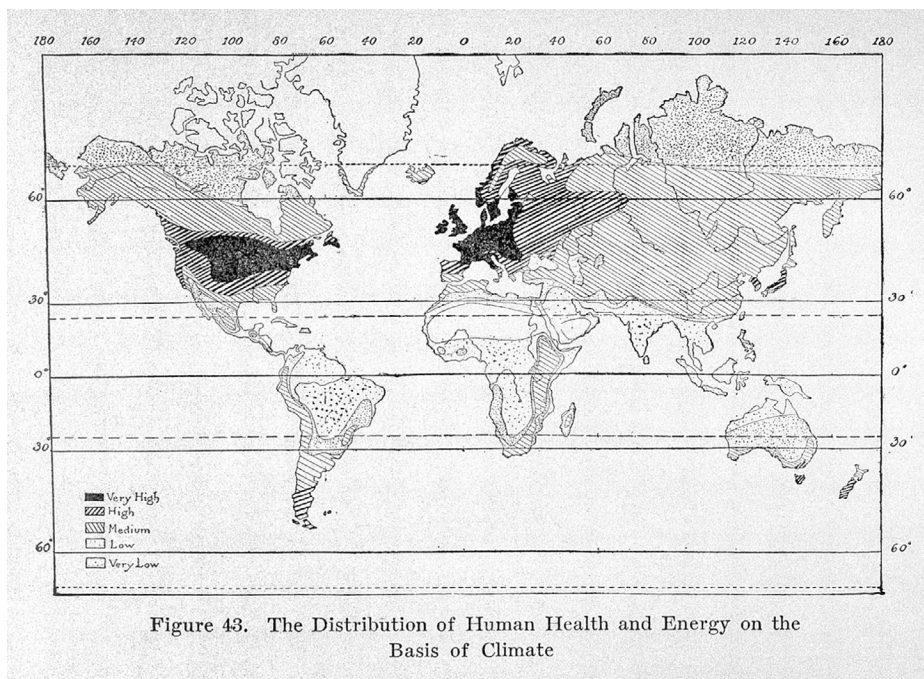 180 160 140 120 100 80 60 40 20 0 20 40 60 80 100 120 140 160 180
60° 60°
30° 30°
0° 0°
30° 30°
60° 60°
Very High
High
Medium
Low
Very Low
Figure 43. The Distribution of Human Health and Energy on the
Basis of Climate